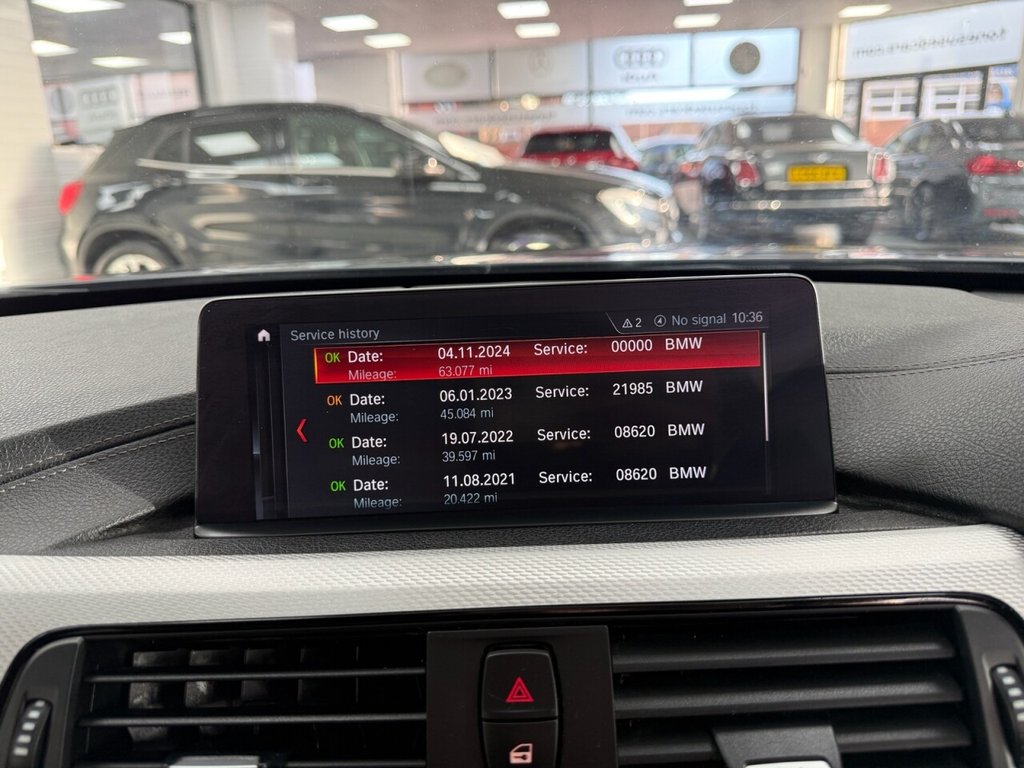 Service history
2
No signal 10:36
OK Date: 04.11.2024 Service: 00000 BMW
Mileage: 63.077 mi
OK Date: 06.01.2023 Service: 21985 BMW
Mileage: 45.084 mi
OK Date: 19.07.2022 Service: 08620 BMW
Mileage: 39.597 mi
OK Date: 11.08.2021 Service: 08620 BMW
Mileage: 20.422 mi